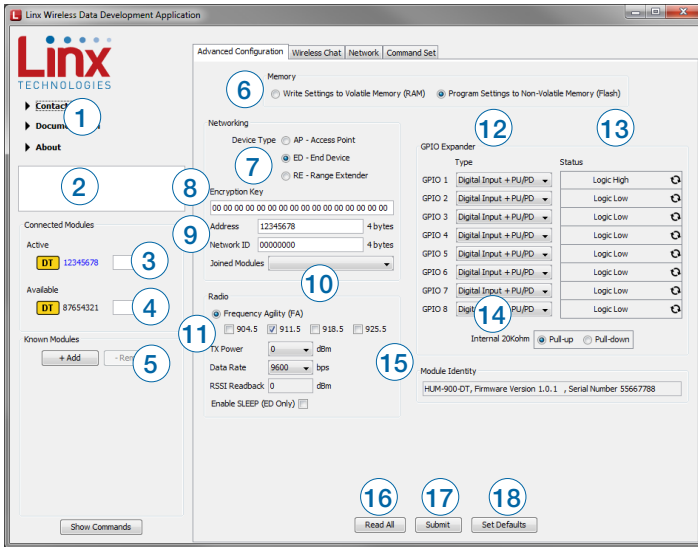 Linx Wireless Data Development Application
Linx
TECHNOLOGIES
Advanced Configuration Wireless Chat Network Command Set
1
About
2
Connected Modules
Active
DT 12345678
3
Available
DT 87654321
4
Known Modules
+ Add
5
Show Commands
6
Memory
Write Settings to Volatile Memory (RAM) Program Settings to Non-Volatile Memory (Flash)
Networking
Device Type AP - Access Point
7
ED - End Device
RE - Range Extender
8
Encryption Key
00 00 00 00 00 00 00 00 00 00 00 00 00 00 00 00
9
Address 12345678 4 bytes
Network ID 00000000 4 bytes
Joined Modules
10
Radio
Frequency Agility (FA)
11
904.5 911.5 918.5 925.5
TX Power 0 dBm
Data Rate 9600 bps
RSSI Readback 0 dBm
Enable SLEEP (ED Only)
12
13
GPIO Expander
Type Status
GPIO 1 Digital Input + PU/PD Logic High
GPIO 2 Digital Input + PU/PD Logic Low
GPIO 3 Digital Input + PU/PD Logic Low
GPIO 4 Digital Input + PU/PD Logic Low
GPIO 5 Digital Input + PU/PD Logic Low
GPIO 6 Digital Input + PU/PD Logic Low
GPIO 7 Digital Input + PU/PD Logic Low
GPIO 8 PU/PD Logic Low
14
Internal 20Kohm Pull-up Pull-down
15
Module Identity
HUM-900-DT, Firmware Version 1.0.1 , Serial Number 55667788
16
17
18
Read All Submit Set Defaults